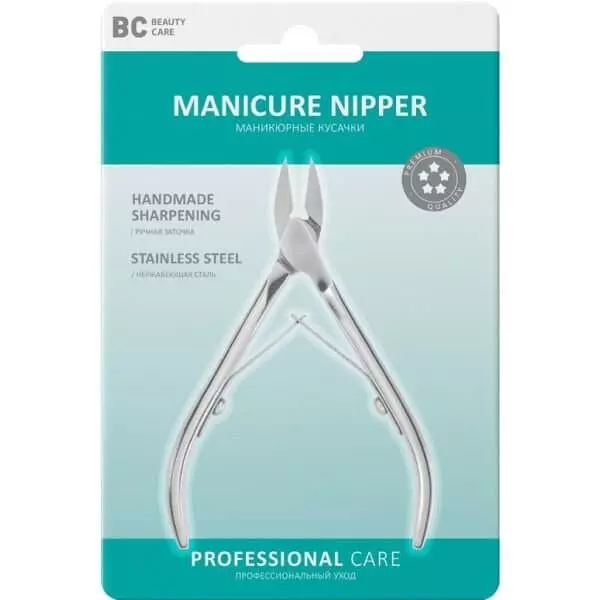 BC BEAUTY
CARE
MANICURE NIPPER
МАНИКЮРНЫЕ КУСАЧКИ
PREMIUM
QUALITY
HANDMADE
SHARPENING
/ РУЧНАЯ ЗАТОЧКА
STAINLESS STEEL
/ НЕРЖАВЕЮЩАЯ СТАЛЬ
PROFESSIONAL CARE
ПРОФЕССИОНАЛЬНЫЙ УХОД